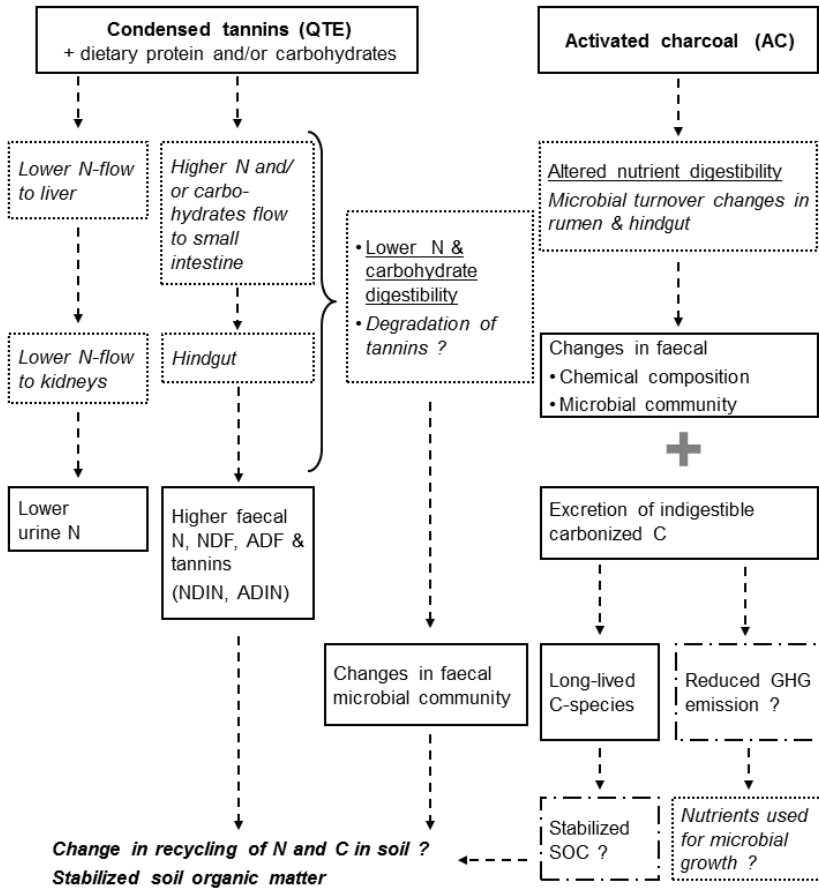 Condensed tannins (QTE)
+ dietary protein and/or carbohydrates
Activated charcoal (AC)
Lower N-flow
to liver
Higher N and/
or carbo-
hydrates flow
to small
intestine
• Lower N &
carbohydrate
digestibility
• Degradation of
tannins ?
Altered nutrient digestibility
Microbial turnover changes in
rumen & hindgut
Lower N-flow
to kidneys
Hindgut
Changes in faecal
• Chemical composition
• Microbial community
+
Lower
urine N
Higher faecal
N, NDF, ADF &
tannins
(NDIN, ADIN)
Excretion of indigestible
carbonized C
Changes in faecal
microbial community
Long-lived
C-species
Reduced GHG
emission ?
Stabilized
SOC ?
Nutrients used
for microbial
growth ?
Change in recycling of N and C in soil ?
Stabilized soil organic matter